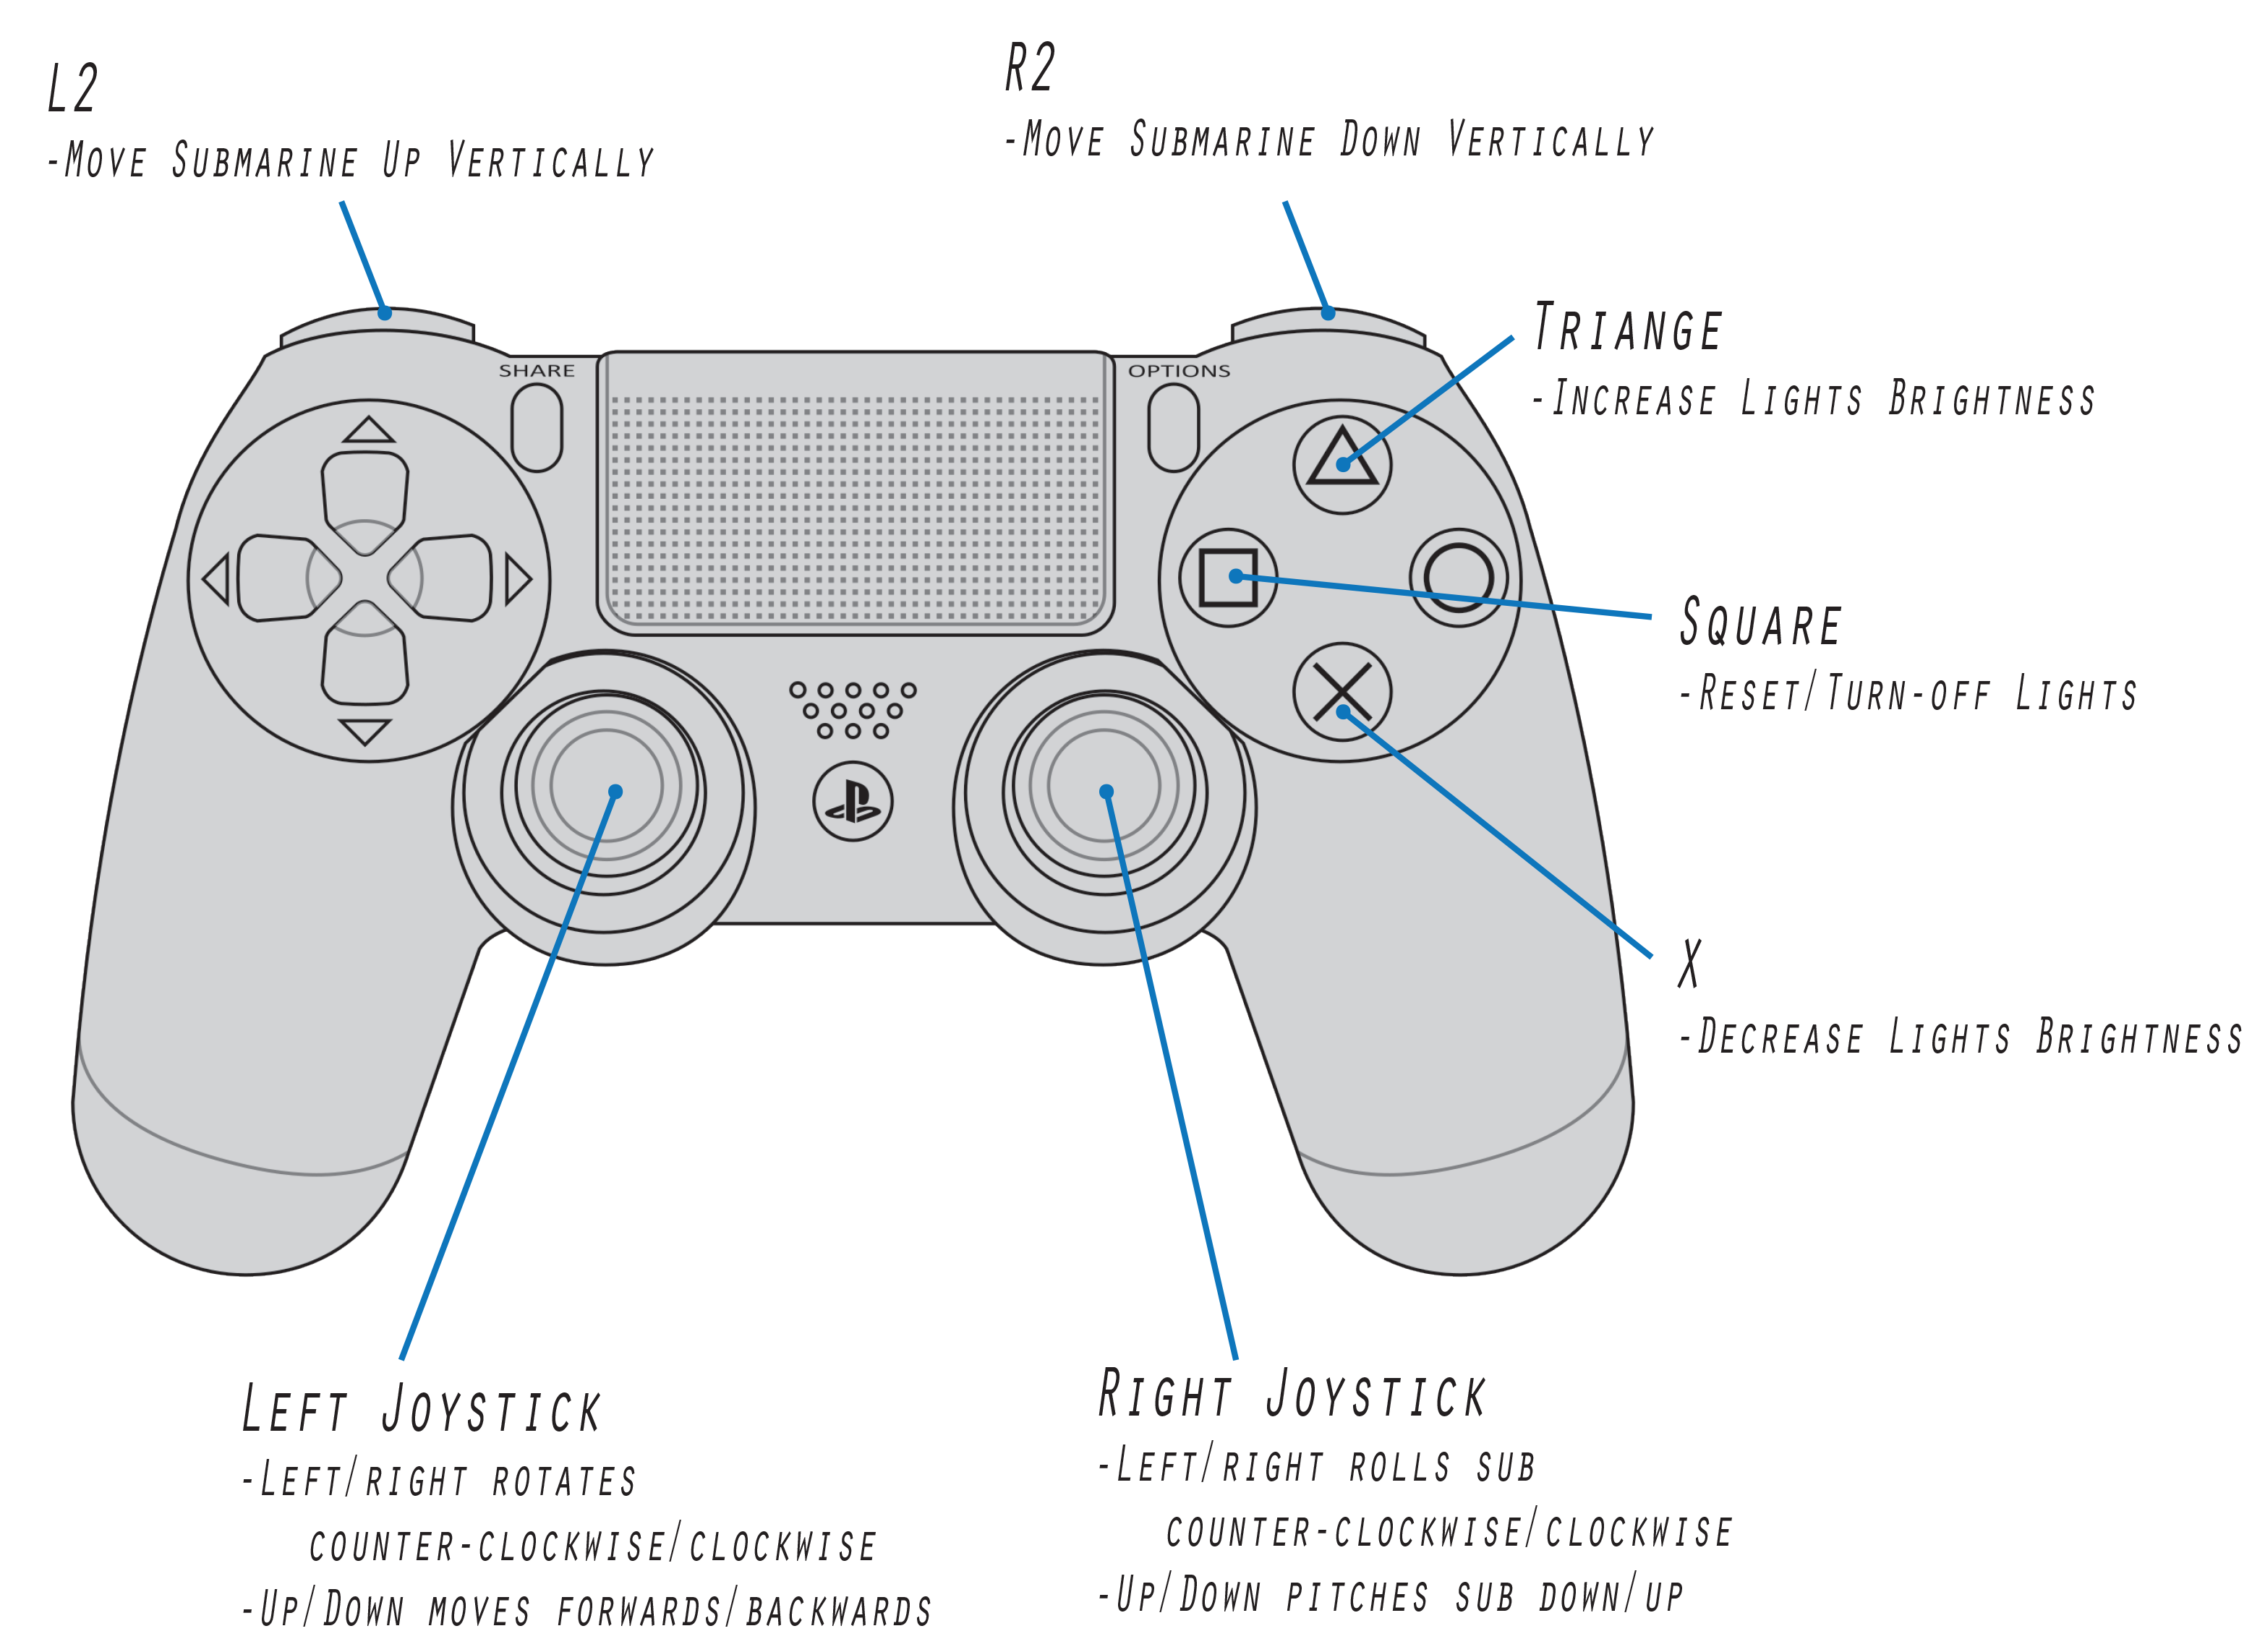 L2
-Move Submarine Up Vertically
R2
-Move Submarine Down Vertically
Triange
-Increase Lights Brightness
SHARE
OPTIONS
Square
-Reset/Turn-off Lights
X
-Decrease Lights Brightness
Left Joystick
-Left/right rotates
counter-clockwise/clockwise
-Up/Down moves forwards/backwards
Right Joystick
-Left/right rolls sub
counter-clockwise/clockwise
-Up/Down pitches sub down/up